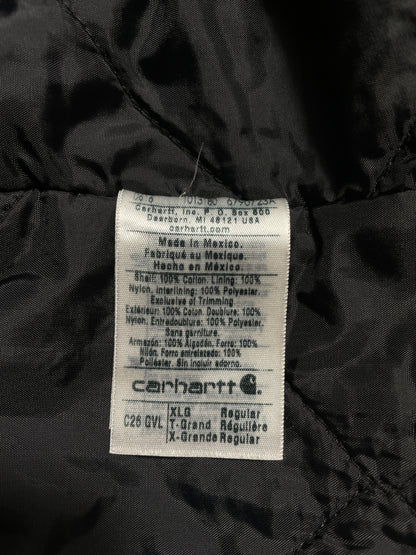 Carhartt, Inc. P. O. Box 600
Dearborn, MI 48121 USA
carhartt.com
Made in Mexico.
Fabriqué au Mexique.
Hecho en México.
Shell: 100% Cotton. Lining: 100%
Nylon. Interlining: 100% Polyester.
Exclusive of Trimming
Extérieur: 100% Coton. Doublure: 100%
Nylon. Entredoublure: 100% Polyester.
Sans garniture.
Armazón: 100% Algodón. Forro: 100%
Nilón. Forro entrelazado: 100%
Poliéster. Sin incluir adorno.
carhartt
C26 GVL
XLG Regular
T-Grand Régulière
X-Grande Regular